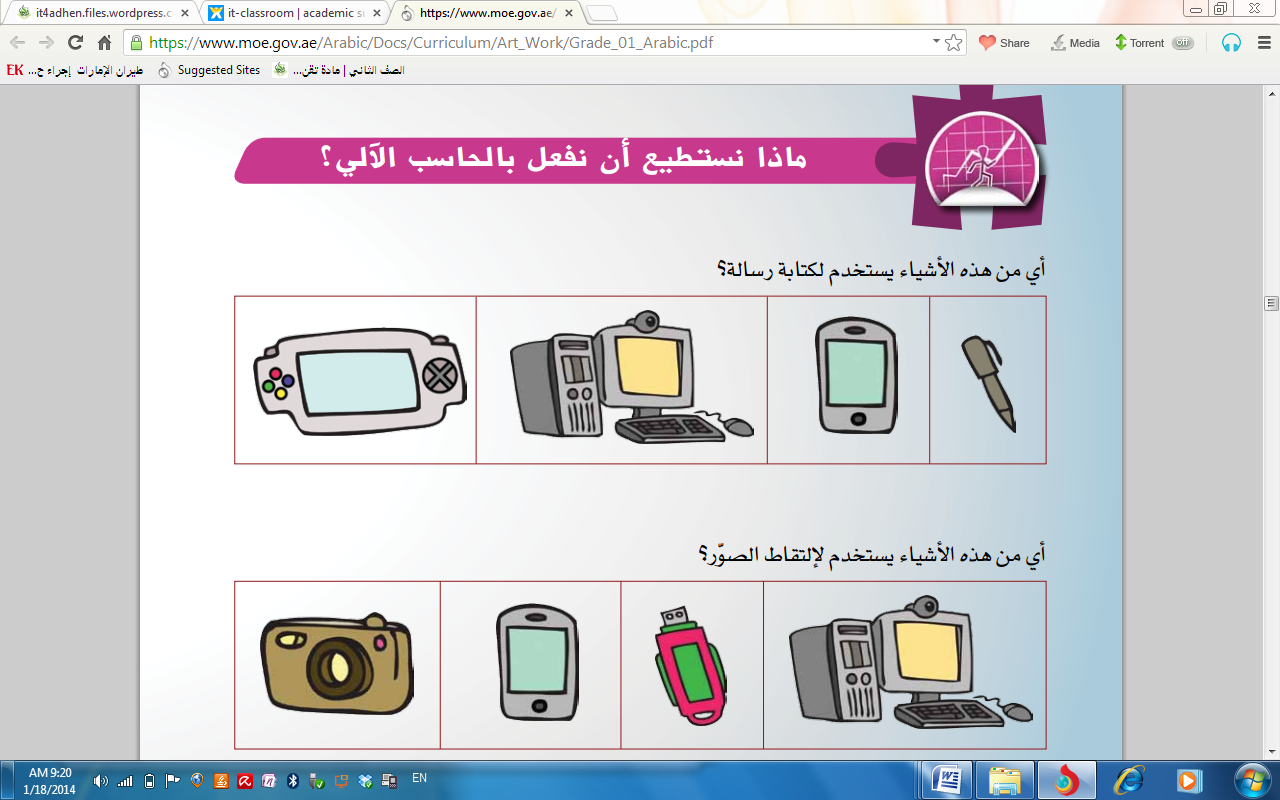 it4adhen.files.wordpress.c
it-classroom | academic su
https://www.moe.gov.ae/
https://www.moe.gov.ae/Arabic/Docs/Curriculum/Art_Work/Grade_01_Arabic.pdf
Share
Media
Torrent
off
EK
طيران الإمارات إجراء ح...
Suggested Sites
الصف الثاني | مادة تقن...
ماذا نستطيع أن نفعل بالحاسب الآلي؟
أي من هذه الأشياء يستخدم لكتابة رسالة؟
أي من هذه الأشياء يستخدم لإلتقاط الصوّر؟
AM 9:20
1/18/2014
EN